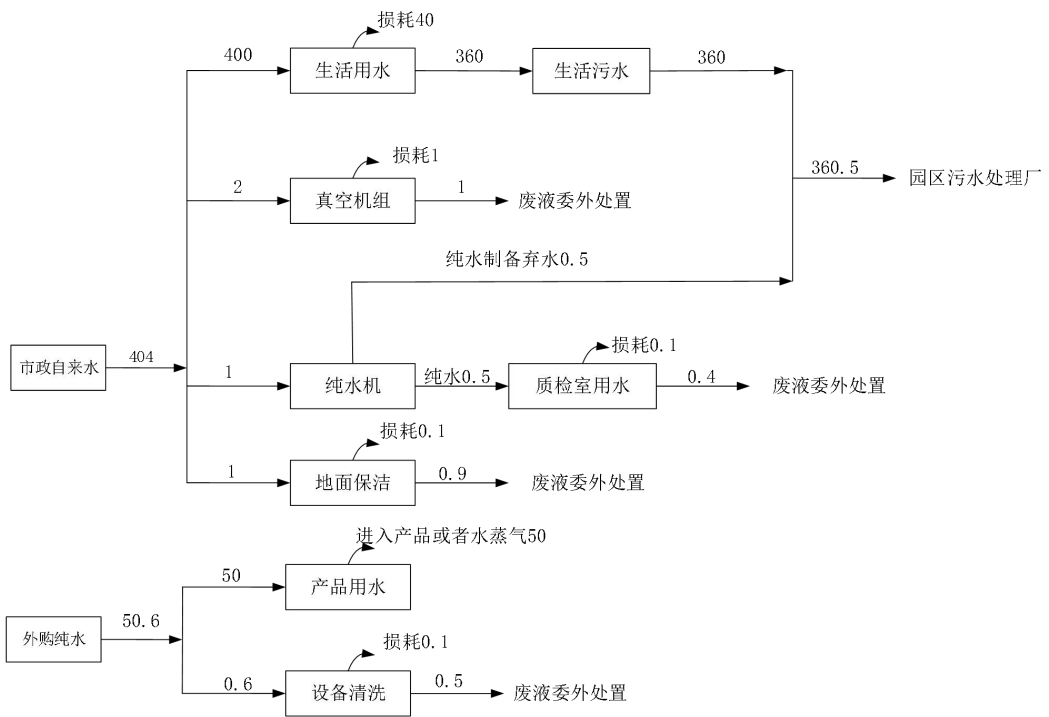 损耗40
400
生活用水
360
生活污水
360
损耗1
2
真空机组
1
废液委外处置
360.5
园区污水处理厂
纯水制备弃水0.5
市政自来水
404
1
纯水机
纯水0.5
损耗0.1
质检室用水
0.4
废液委外处置
损耗0.1
1
地面保洁
0.9
废液委外处置
进入产品或者水蒸气50
50
产品用水
外购纯水
50.6
损耗0.1
0.6
设备清洗
0.5
废液委外处置